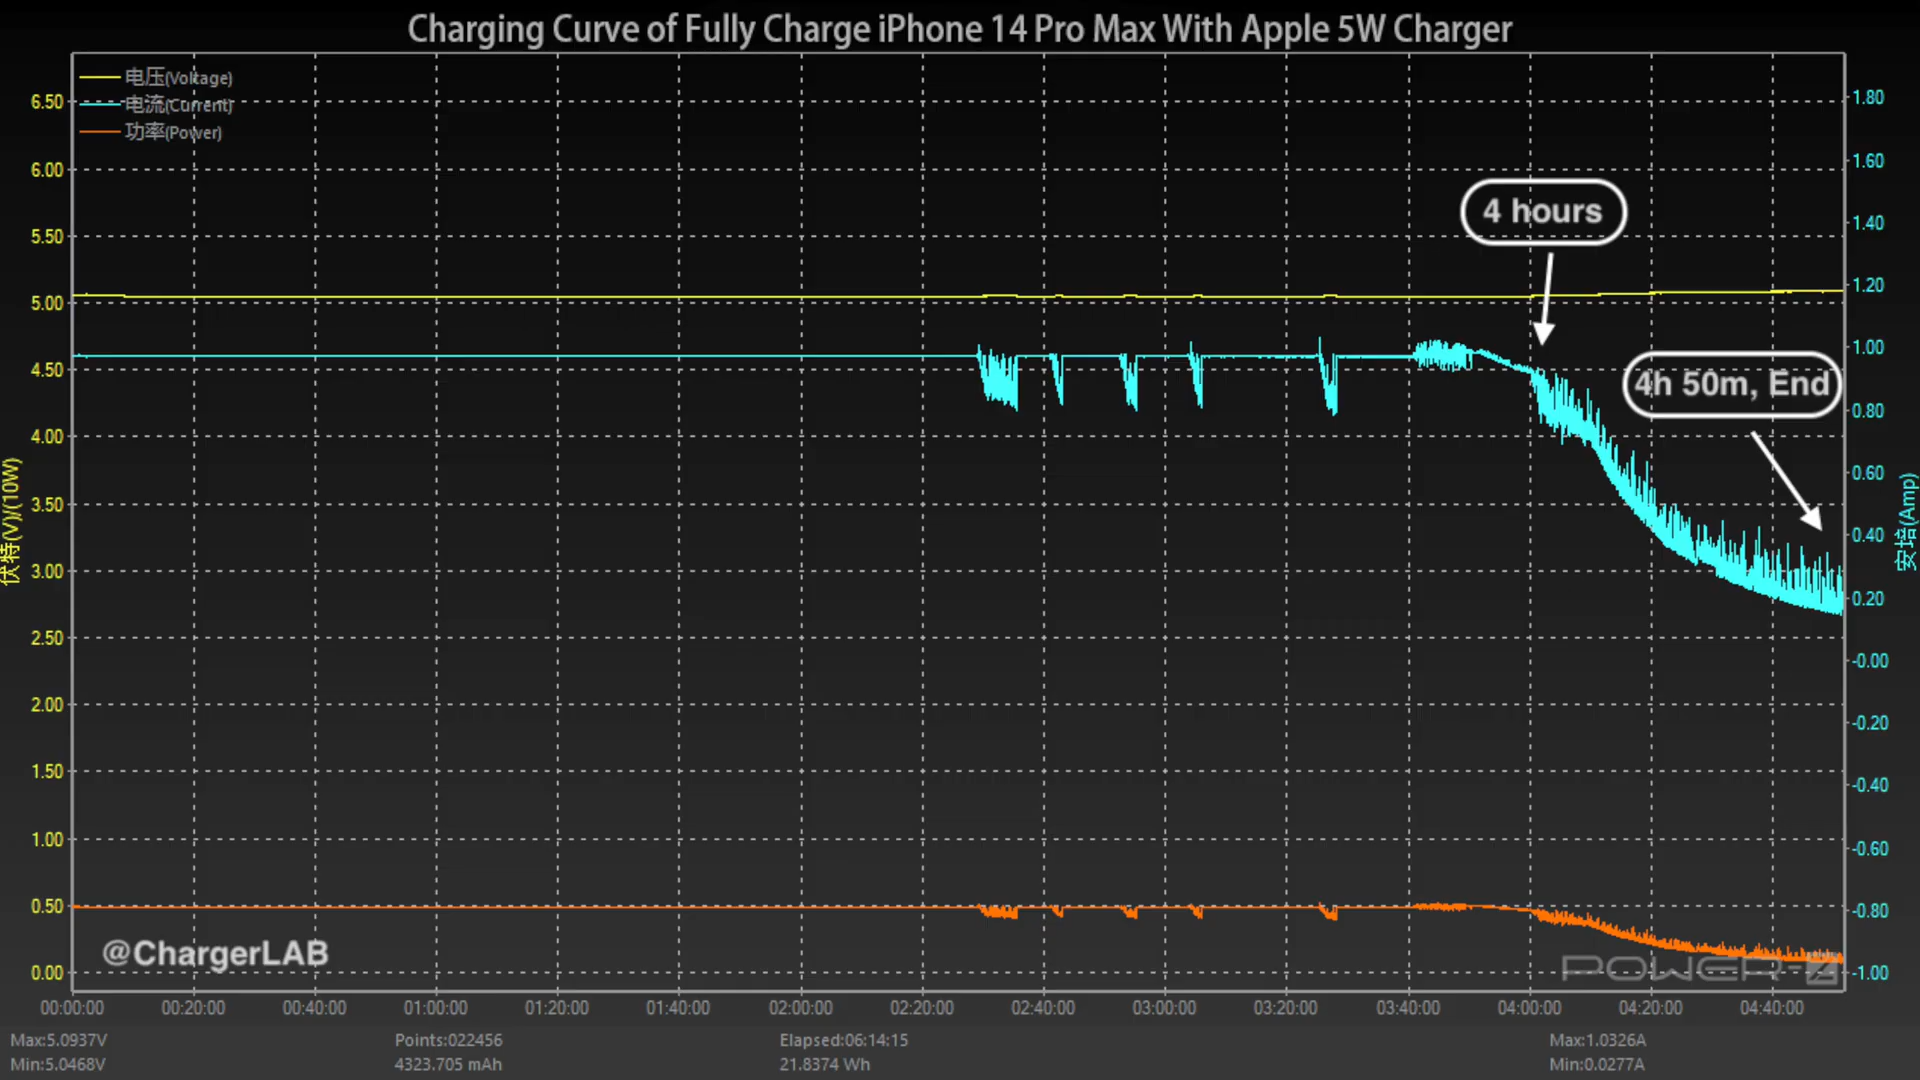 Charging Curve of Fully Charge iPhone 14 Pro Max With Apple 5W Charger
电压(Voltage)
电流(Current)
功率(Power)
6.50
6.00
5.50
5.00
4.50
4.00
3.50
3.00
2.50
2.00
1.50
1.00
0.50
0.00
伏特(V)/(10W)
1.80
1.60
1.40
1.20
1.00
0.80
0.60
0.40
0.20
-0.00
-0.20
-0.40
-0.60
-0.80
-1.00
安培(Amp)
4 hours
4h 50m, End
@ChargerLAB
POWER-Z
00:00:00 00:20:00 00:40:00 01:00:00 01:20:00 01:40:00 02:00:00 02:20:00 02:40:00 03:00:00 03:20:00 03:40:00 04:00:00 04:20:00 04:40:00
Max:5.0937V Points:022456 Elapsed:06:14:15 Max:1.0326A
Min:5.0468V 4323.705 mAh 21.8374 Wh Min:0.0277A